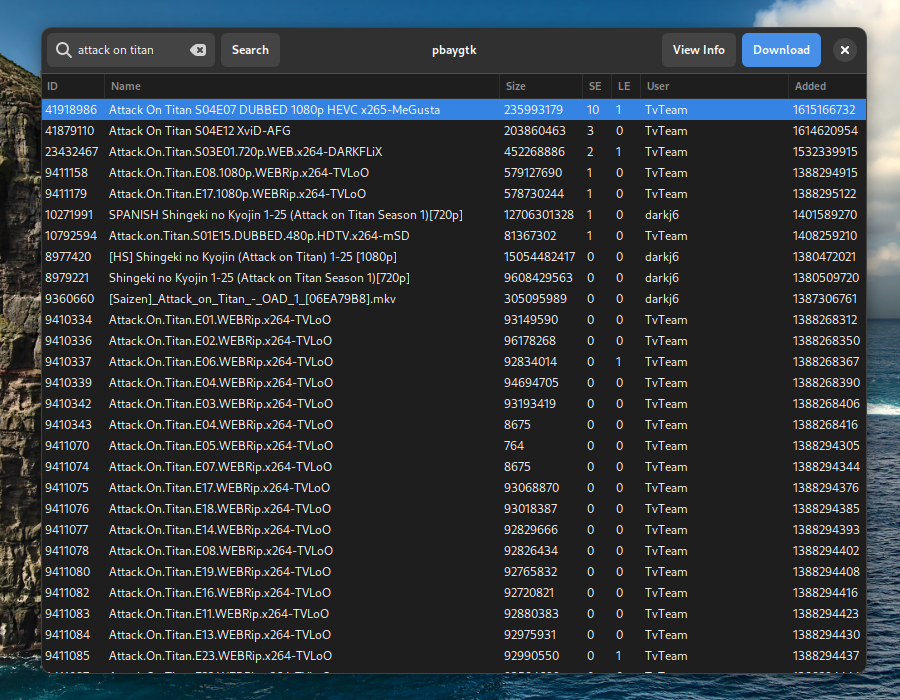 attack on titan Search pbaygtk View Info Download
ID Name Size SE LE User Added
41918986 Attack On Titan S04E07 DUBBED 1080p HEVC x265-MeGusta 235993179 10 1 TvTeam 1615166732
41879110 Attack On Titan S04E12 XviD-AFG 203860463 3 0 TvTeam 1614620954
23432467 Attack.On.Titan.S03E01.720p.WEB.x264-DARKFLiX 452268886 2 1 TvTeam 1532339915
9411158 Attack.On.Titan.E08.1080p.WEBRip.x264-TVLoO 579127690 1 0 TvTeam 1388294915
9411179 Attack.On.Titan.E17.1080p.WEBRip.x264-TVLoO 578730244 1 0 TvTeam 1388295122
10271991 SPANISH Shingeki no Kyojin 1-25 (Attack on Titan Season 1)[720p] 12706301328 1 0 darkj6 1401589270
10792594 Attack.on.Titan.S01E15.DUBBED.480p.HDTV.x264-mSD 81367302 1 0 TvTeam 1408259210
8977420 [HS] Shingeki no Kyojin (Attack on Titan) 1-25 [1080p] 15054482417 0 0 darkj6 1380472021
8979221 Shingeki no Kyojin 1-25 (Attack on Titan Season 1)[720p] 9608429563 0 0 darkj6 1380509720
9360660 [Saizen]_Attack_on_Titan_-_OAD_1_[06EA79B8].mkv 305095989 0 0 darkj6 1387306761
9410334 Attack.On.Titan.E01.WEBRip.x264-TVLoO 93149590 0 0 TvTeam 1388268312
9410336 Attack.On.Titan.E02.WEBRip.x264-TVLoO 96178268 0 0 TvTeam 1388268350
9410337 Attack.On.Titan.E06.WEBRip.x264-TVLoO 92834014 0 1 TvTeam 1388268367
9410339 Attack.On.Titan.E04.WEBRip.x264-TVLoO 94694705 0 0 TvTeam 1388268390
9410342 Attack.On.Titan.E03.WEBRip.x264-TVLoO 93193419 0 0 TvTeam 1388268406
9410343 Attack.On.Titan.E04.WEBRip.x264-TVLoO 8675 0 0 TvTeam 1388268416
9411070 Attack.On.Titan.E05.WEBRip.x264-TVLoO 764 0 0 TvTeam 1388294305
9411074 Attack.On.Titan.E07.WEBRip.x264-TVLoO 8675 0 0 TvTeam 1388294344
9411075 Attack.On.Titan.E17.WEBRip.x264-TVLoO 93068870 0 0 TvTeam 1388294376
9411076 Attack.On.Titan.E18.WEBRip.x264-TVLoO 93018387 0 0 TvTeam 1388294385
9411077 Attack.On.Titan.E14.WEBRip.x264-TVLoO 92829666 0 0 TvTeam 1388294393
9411078 Attack.On.Titan.E08.WEBRip.x264-TVLoO 92826434 0 0 TvTeam 1388294402
9411080 Attack.On.Titan.E19.WEBRip.x264-TVLoO 92765832 0 0 TvTeam 1388294408
9411082 Attack.On.Titan.E16.WEBRip.x264-TVLoO 92720821 0 0 TvTeam 1388294416
9411083 Attack.On.Titan.E11.WEBRip.x264-TVLoO 92880383 0 0 TvTeam 1388294423
9411084 Attack.On.Titan.E13.WEBRip.x264-TVLoO 92975931 0 0 TvTeam 1388294430
9411085 Attack.On.Titan.E23.WEBRip.x264-TVLoO 92990550 0 1 TvTeam 1388294437